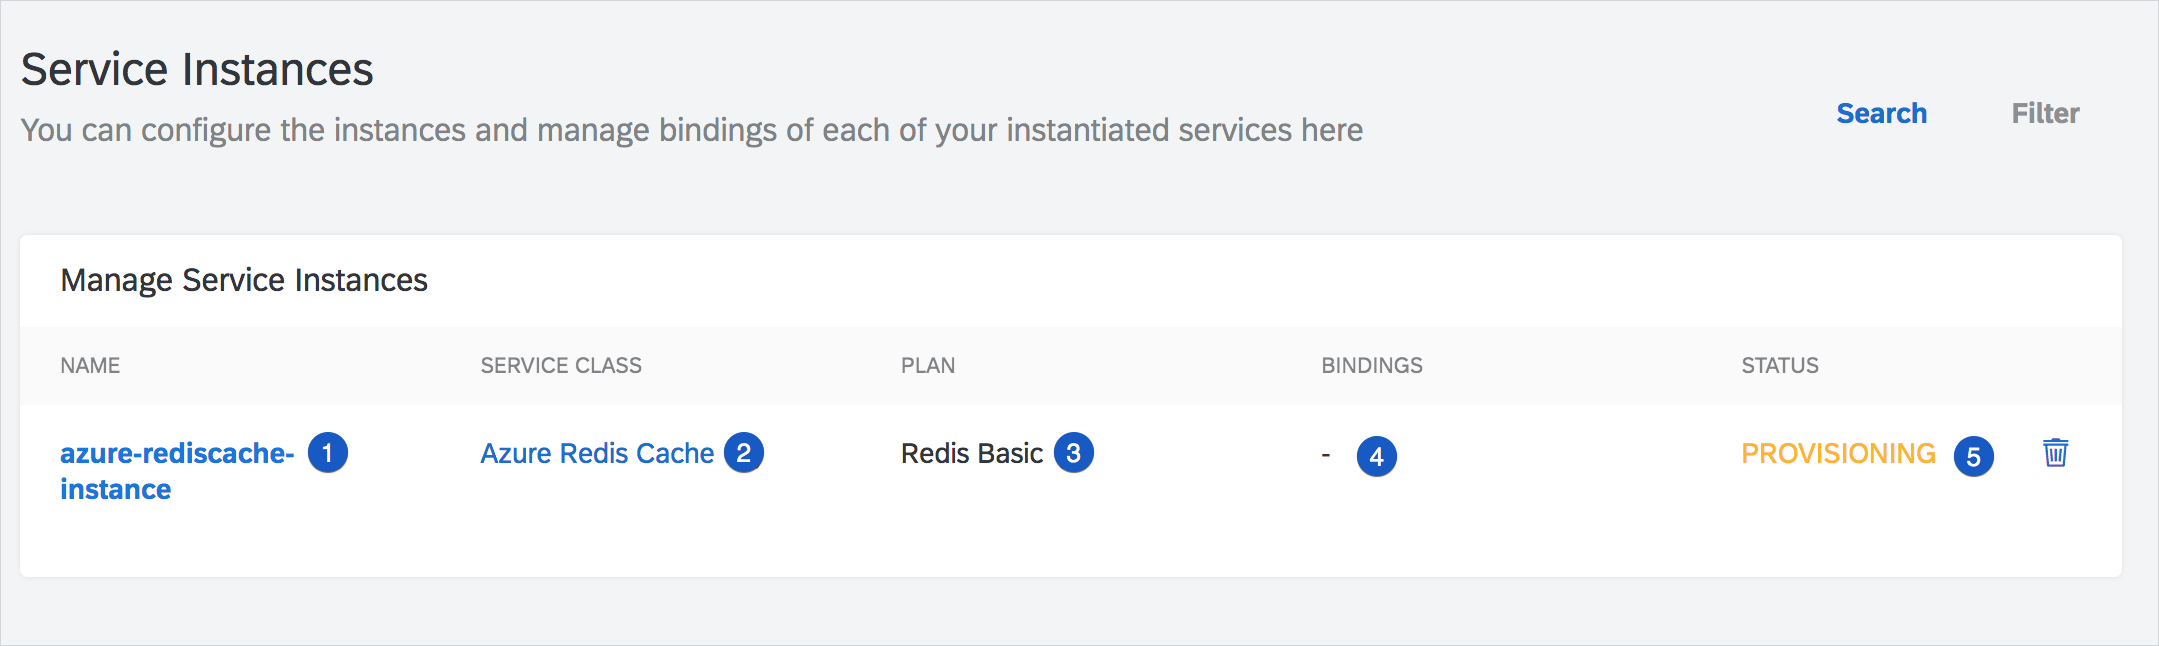 Service Instances
You can configure the instances and manage bindings of each of your instantiated services here
Search Filter
Manage Service Instances
NAME SERVICE CLASS PLAN BINDINGS STATUS
azure-rediscache- 1 Azure Redis Cache 2 Redis Basic 3 - 4 PROVISIONING 5
instance